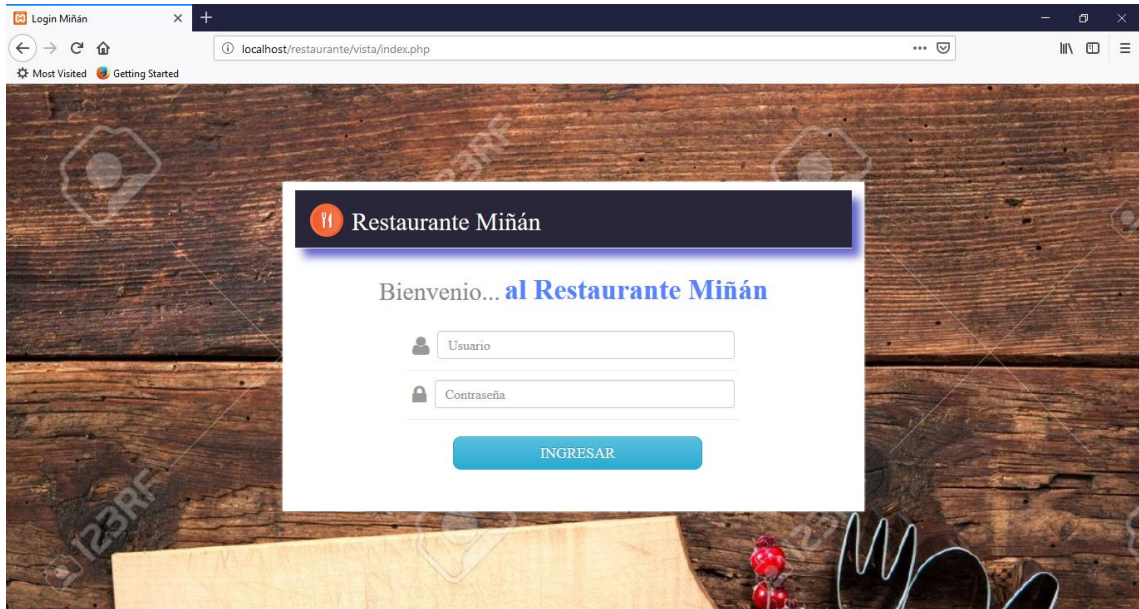 Login Miñán
localhost/restaurante/vista/index.php
Most Visited Getting Started
Restaurante Miñán
Bienvenio... al Restaurante Miñán
Usuario
Contraseña
INGRESAR
123RF
123RF
123RF